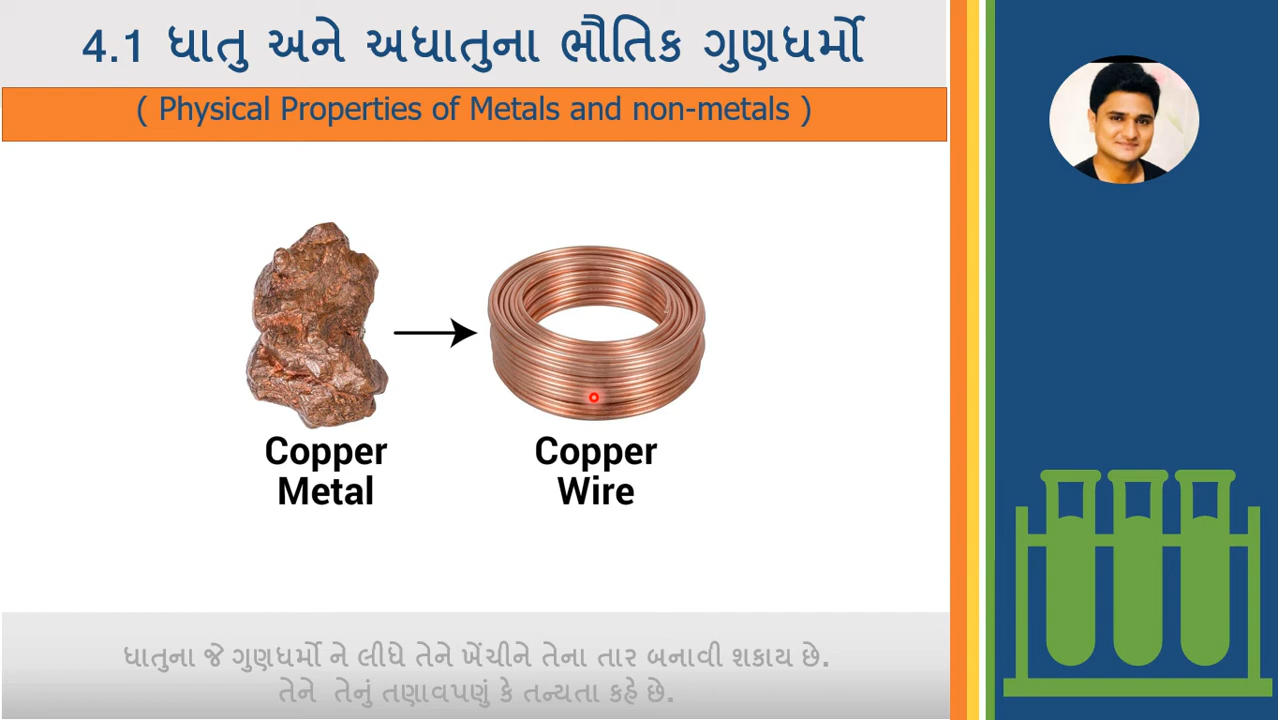 4.1 ધાતુ અને અધાતુના ભૌતિક ગુણધર્મો
( Physical Properties of Metals and non-metals )
Copper
Metal
Copper
Wire
ધાતુના જે ગુણધર્મો ને લીધે તેને ખેંચીને તેના તાર બનાવી શકાય છે.
તેને તેનું તણાવપણું કે તન્યતા કહે છે.